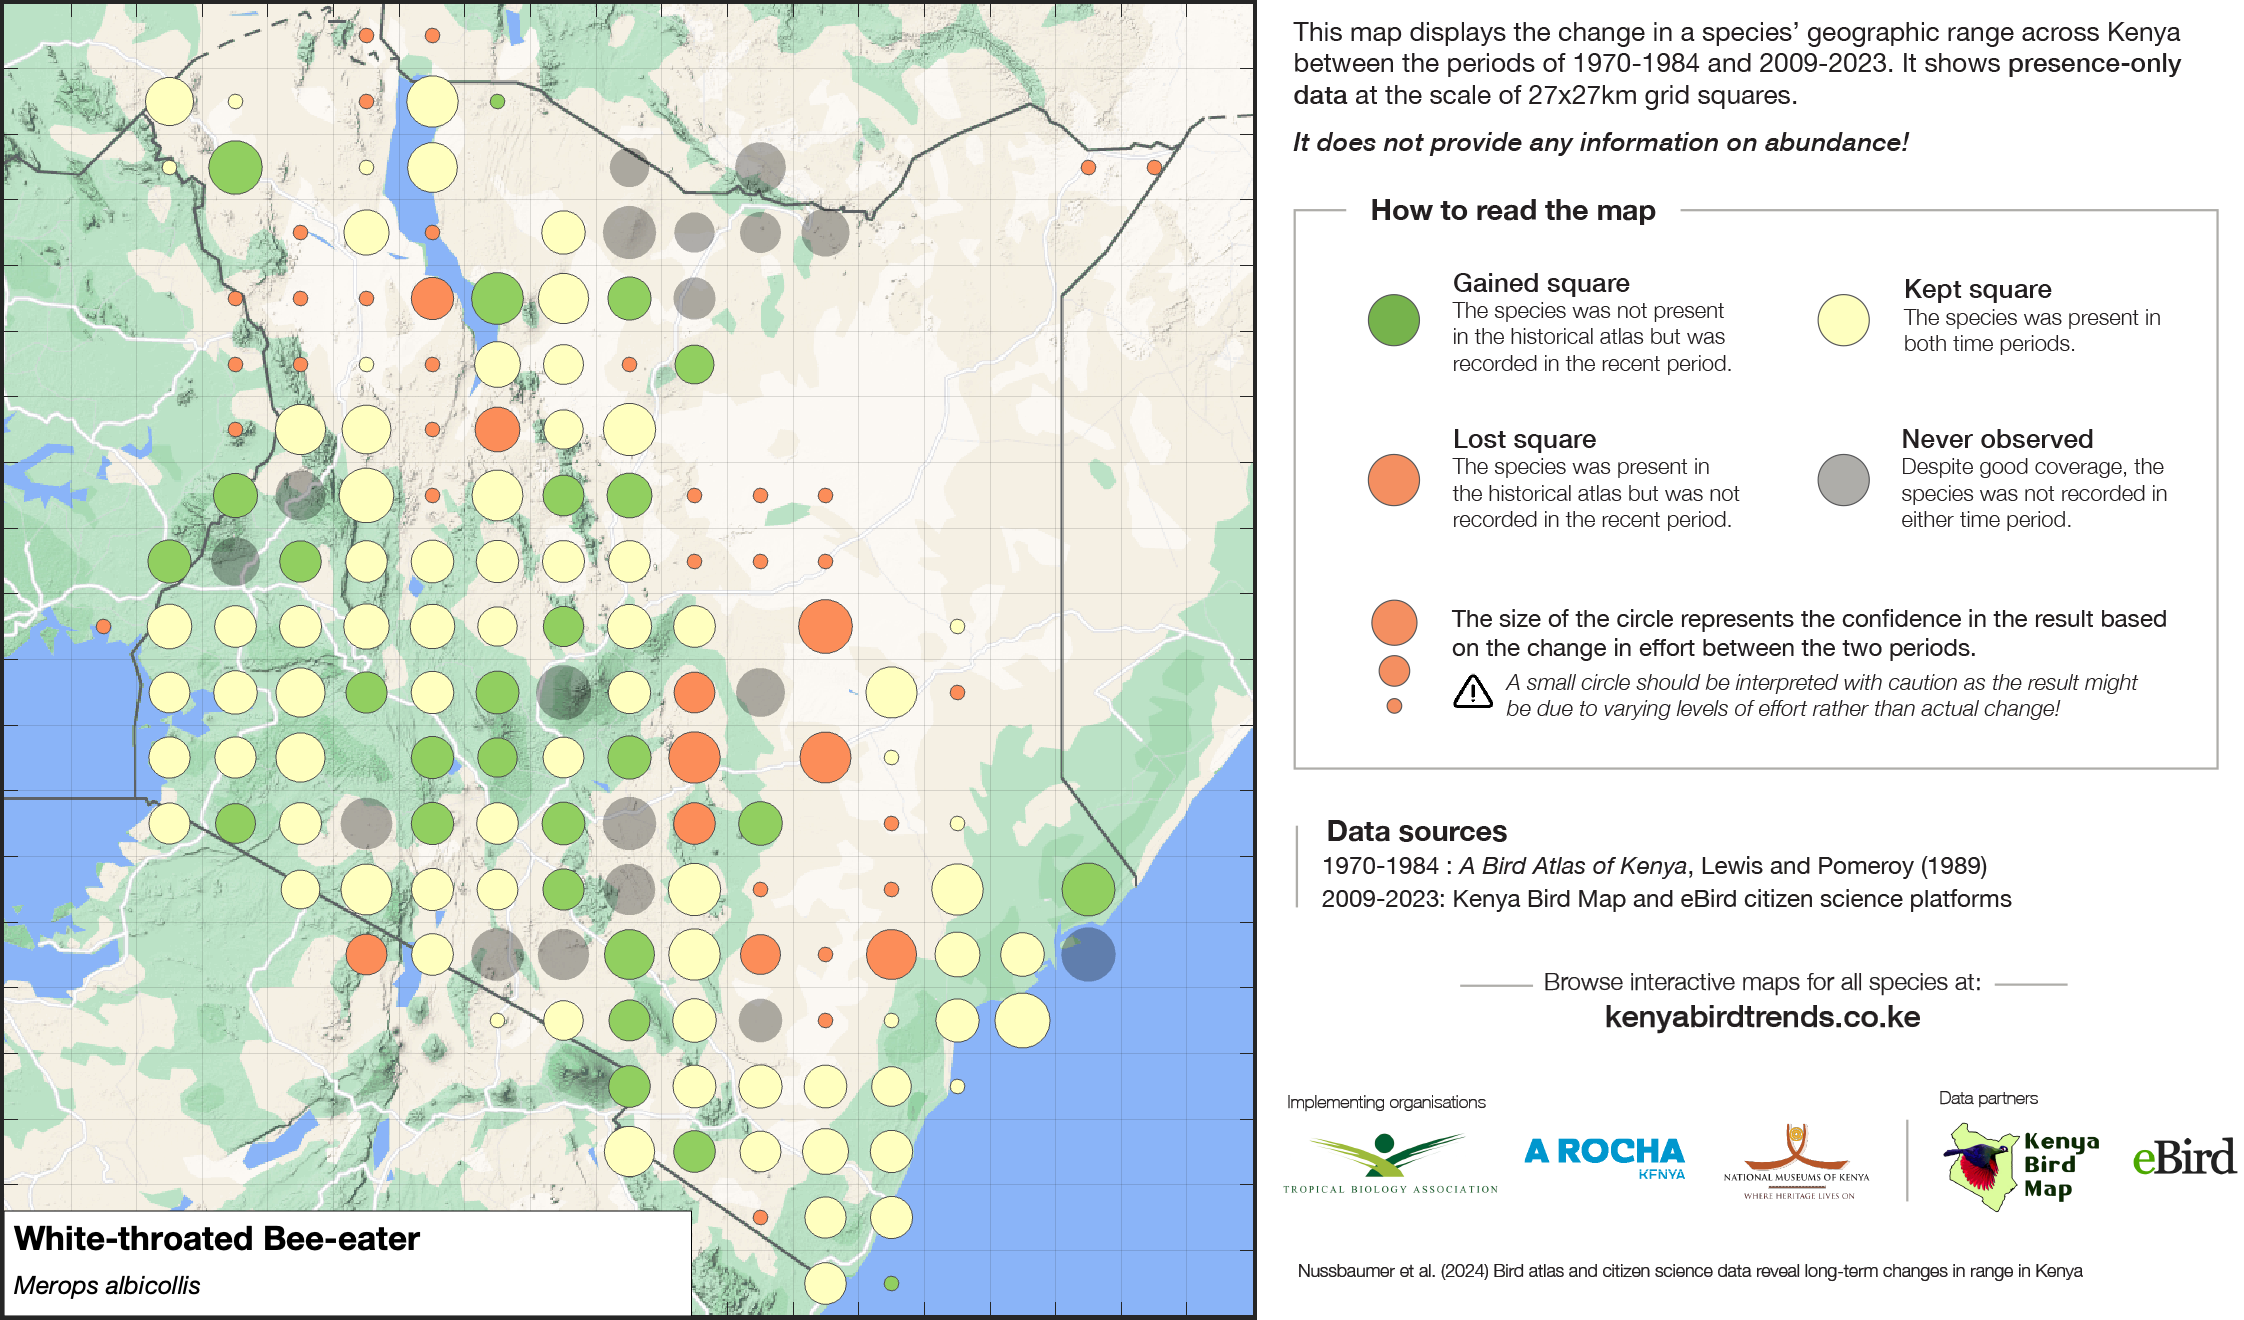 This map displays the change in a species’ geographic range across Kenya
between the periods of 1970-1984 and 2009-2023. It shows presence-only
data at the scale of 27x27km grid squares.
It does not provide any information on abundance!
How to read the map
Gained square
The species was not present
in the historical atlas but was
recorded in the recent period.
Kept square
The species was present in
both time periods.
Lost square
The species was present in
the historical atlas but was not
recorded in the recent period.
Never observed
Despite good coverage, the
species was not recorded in
either time period.
The size of the circle represents the confidence in the result based
on the change in effort between the two periods.
A small circle should be interpreted with caution as the result might
be due to varying levels of effort rather than actual change!
Data sources
1970-1984 : A Bird Atlas of Kenya, Lewis and Pomeroy (1989)
2009-2023: Kenya Bird Map and eBird citizen science platforms
Browse interactive maps for all species at:
kenyabirdtrends.co.ke
Implementing organisations
Data partners
TROPICAL BIOLOGY ASSOCIATION
A ROCHA
KENYA
NATIONAL MUSEUMS OF KENYA
WHERE HERITAGE LIVES ON
Kenya
Bird
Map
eBird
White-throated Bee-eater
Merops albicollis
Nussbaumer et al. (2024) Bird atlas and citizen science data reveal long-term changes in range in Kenya